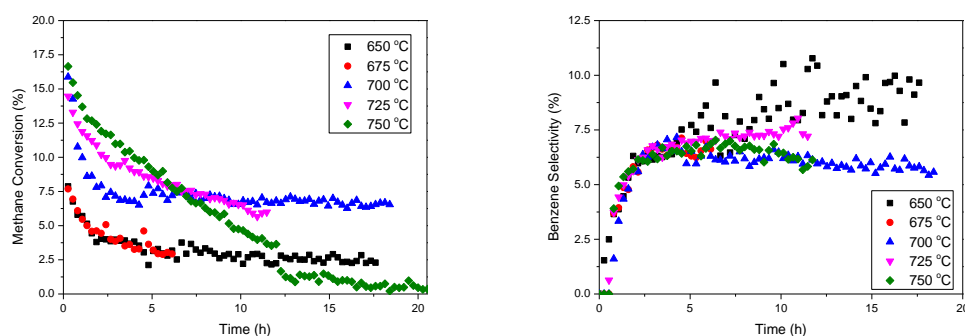 20.0
17.5
15.0
12.5
10.0
7.5
5.0
2.5
0.0
Methane Conversion (%)
0 5 10 15 20
Time (h)
650 °C
675 °C
700 °C
725 °C
750 °C
12.5
10.0
7.5
5.0
2.5
0.0
Benzene Selectivity (%)
0 5 10 15 20
Time (h)
650 °C
675 °C
700 °C
725 °C
750 °C